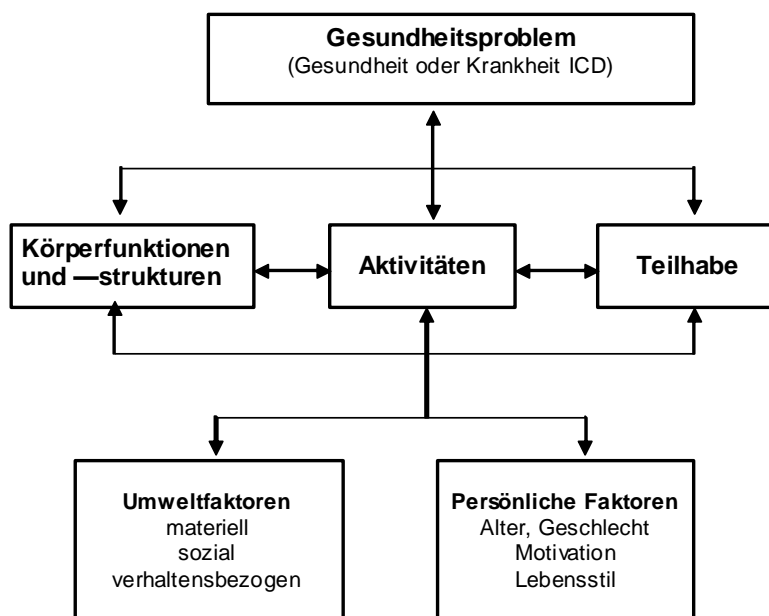 Gesundheitsproblem
(Gesundheit oder Krankheit ICD)
Körperfunktionen
und —strukturen
Aktivitäten
Teilhabe
Umweltfaktoren
materiell
sozial
verhaltensbezogen
Persönliche Faktoren
Alter, Geschlecht
Motivation
Lebensstil